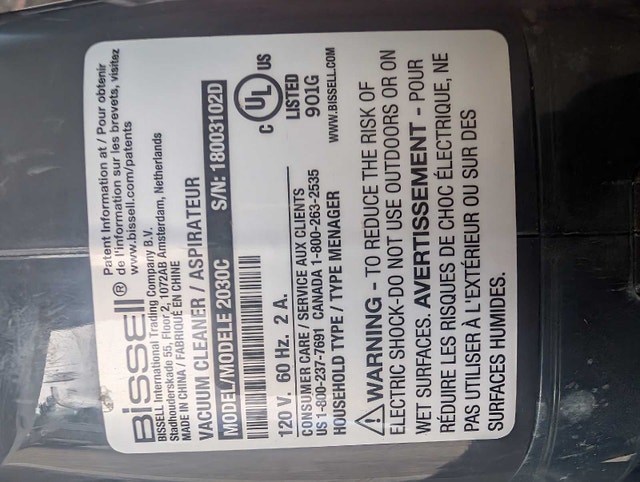 BISSELL®
Patent Information at / Pour obtenir
de l'information sur les brevets, visitez
www.bissell.com/patents
BISSELL International Trading Company B.V.
Stadhouderskade 55, Floor 2, 1072AB Amsterdam, Netherlands
MADE IN CHINA / FABRIQUÉ EN CHINE
VACUUM CLEANER / ASPIRATEUR
MODEL/MODELE 2030C S/N: 18003102D
120 V. 60 Hz. 2 A.
C UL US
LISTED
901G
CONSUMER CARE / SERVICE AUX CLIENTS
US 1-800-237-7691 CANADA 1-800-263-2535
HOUSEHOLD TYPE / TYPE MENAGER WWW.BISSELL.COM
WARNING - TO REDUCE THE RISK OF
ELECTRIC SHOCK-DO NOT USE OUTDOORS OR ON
WET SURFACES. AVERTISSEMENT - POUR
RÉDUIRE LES RISQUES DE CHOC ÉLECTRIQUE, NE
PAS UTILISER À L'EXTÉRIEUR OU SUR DES
SURFACES HUMIDES.